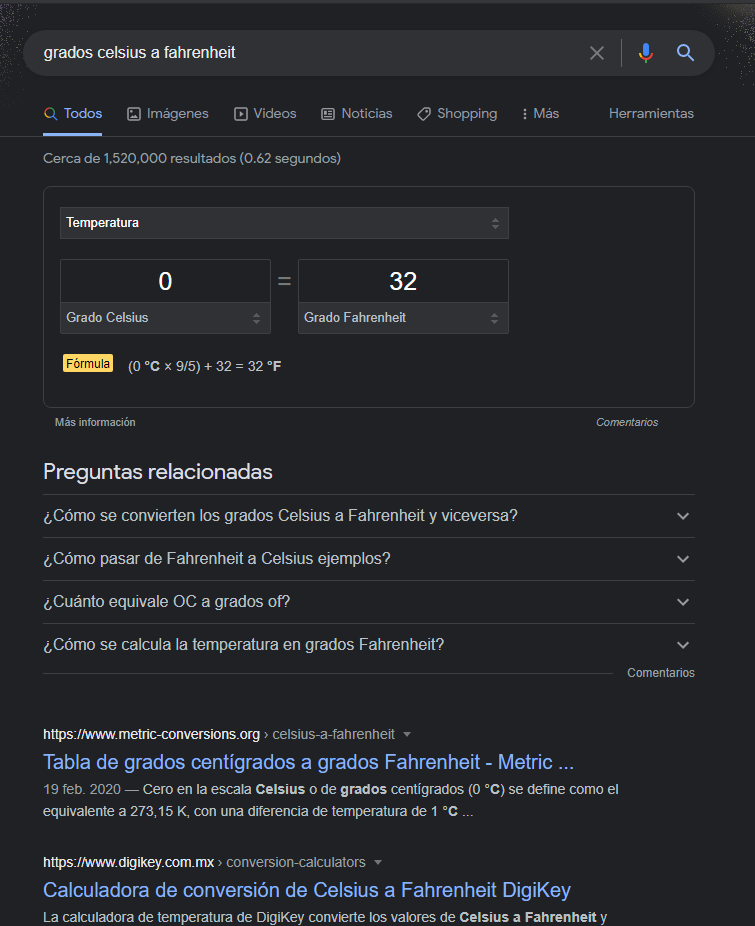 grados celsius a fahrenheit
Todos Imágenes Videos Noticias Shopping Más Herramientas
Cerca de 1,520,000 resultados (0.62 segundos)
Temperatura
0 = 32
Grado Celsius Grado Fahrenheit
Fórmula (0 °C × 9/5) + 32 = 32 °F
Más información Comentarios
Preguntas relacionadas
¿Cómo se convierten los grados Celsius a Fahrenheit y viceversa?
¿Cómo pasar de Fahrenheit a Celsius ejemplos?
¿Cuánto equivale OC a grados of?
¿Cómo se calcula la temperatura en grados Fahrenheit?
Comentarios
https://www.metric-conversions.org › celsius-a-fahrenheit
Tabla de grados centígrados a grados Fahrenheit - Metric ...
19 feb. 2020 — Cero en la escala Celsius o de grados centígrados (0 °C) se define como el
equivalente a 273,15 K, con una diferencia de temperatura de 1 °C ...
https://www.digikey.com.mx › conversion-calculators
Calculadora de conversión de Celsius a Fahrenheit DigiKey
La calculadora de temperatura de DigiKey convierte los valores de Celsius a Fahrenheit y